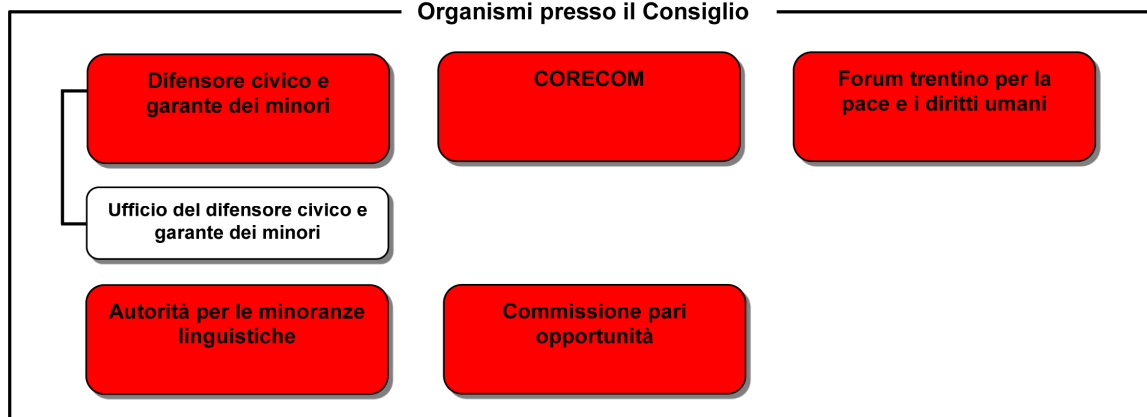 Organismi presso il Consiglio
Difensore civico e
garante dei minori
CORECOM
Forum trentino per la
pace e i diritti umani
Ufficio del difensore civico e
garante dei minori
Autorità per le minoranze
linguistiche
Commissione pari
opportunità